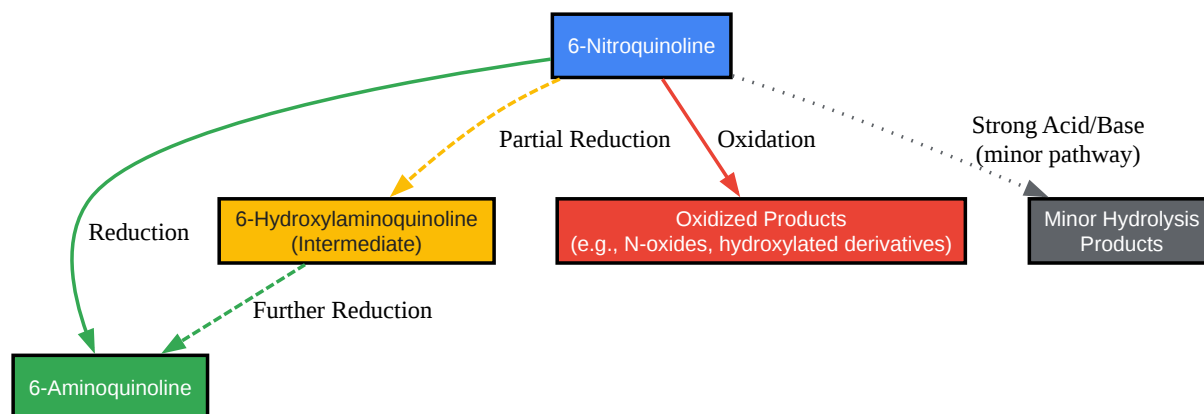 6-Nitroquinoline
Partial Reduction
Oxidation
Strong Acid/Base
(minor pathway)
Reduction
6-Hydroxylaminoquinoline
(Intermediate)
Oxidized Products
(e.g., N-oxides, hydroxylated derivatives)
Minor Hydrolysis
Products
Further Reduction
6-Aminoquinoline